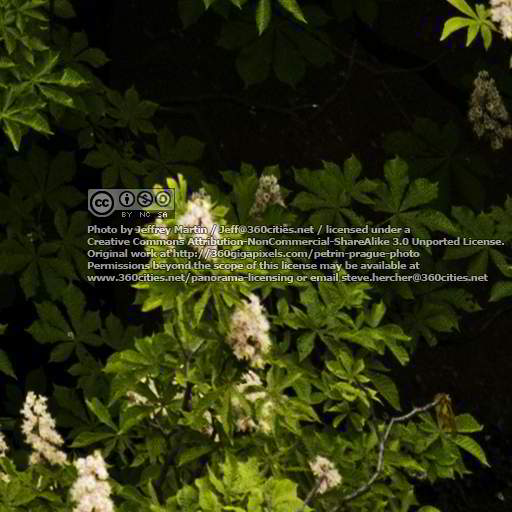 cc BY NC SA
Photo by Jeffrey Martin / Jeff@360cities.net / licensed under a
Creative Commons Attribution-NonCommercial-ShareAlike 3.0 Unported License.
Original work at http://360gigapixels.com/petrin-prague-photo
Permissions beyond the scope of this license may be available at
www.360cities.net/panorama-licensing or email steve.hercher@360cities.net